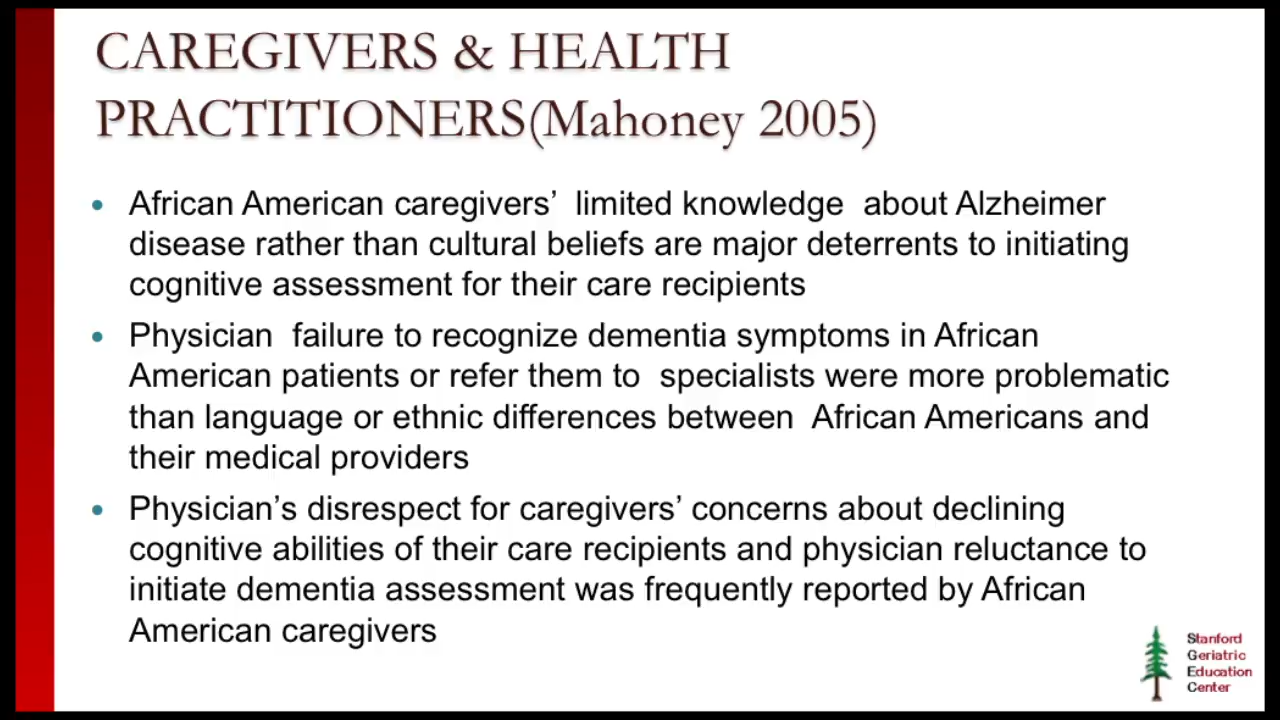 CAREGIVERS & HEALTH
PRACTITIONERS(Mahoney 2005)
• African American caregivers’ limited knowledge about Alzheimer
disease rather than cultural beliefs are major deterrents to initiating
cognitive assessment for their care recipients
• Physician failure to recognize dementia symptoms in African
American patients or refer them to specialists were more problematic
than language or ethnic differences between African Americans and
their medical providers
• Physician’s disrespect for caregivers’ concerns about declining
cognitive abilities of their care recipients and physician reluctance to
initiate dementia assessment was frequently reported by African
American caregivers
Stanford
Geriatric
Education
Center